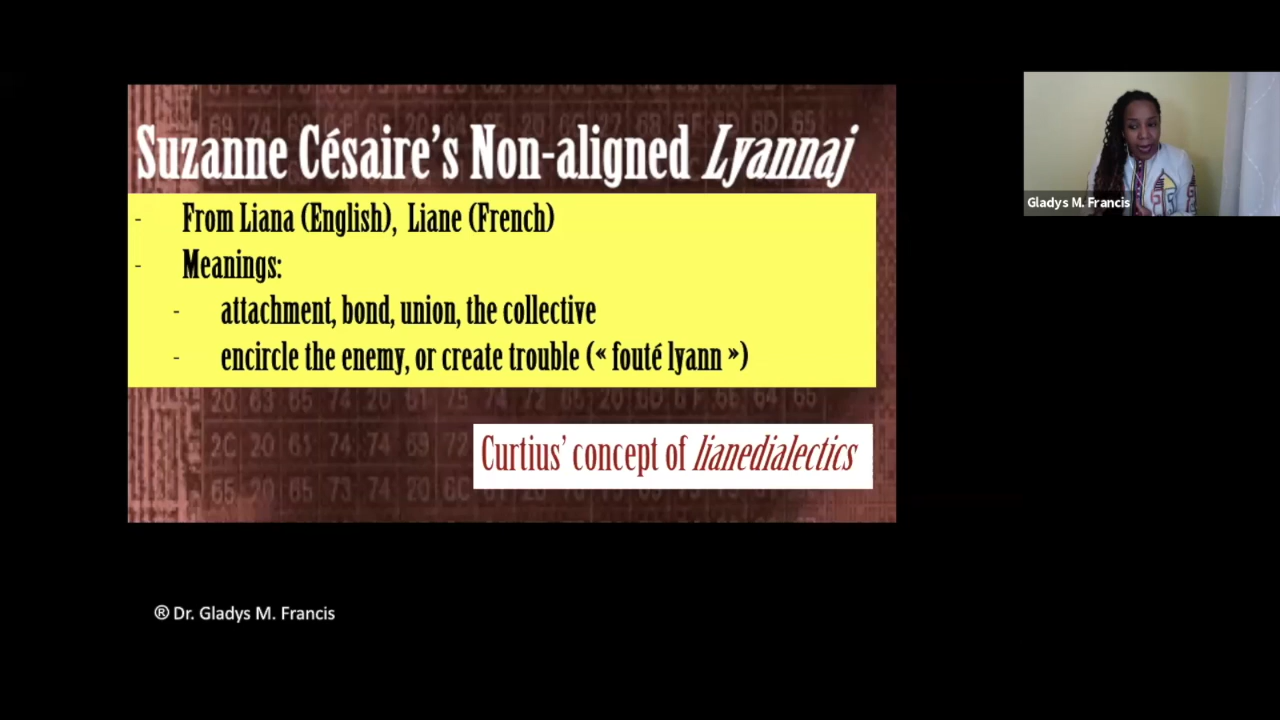 Suzanne Césaire's Non-aligned Lyannaj
- From Liana (English), Liane (French)
- Meanings:
- attachment, bond, union, the collective
- encircle the enemy, or create trouble (« fouté lyann »)
Curtius' concept of lianedialectics
® Dr. Gladys M. Francis
Gladys M. Francis